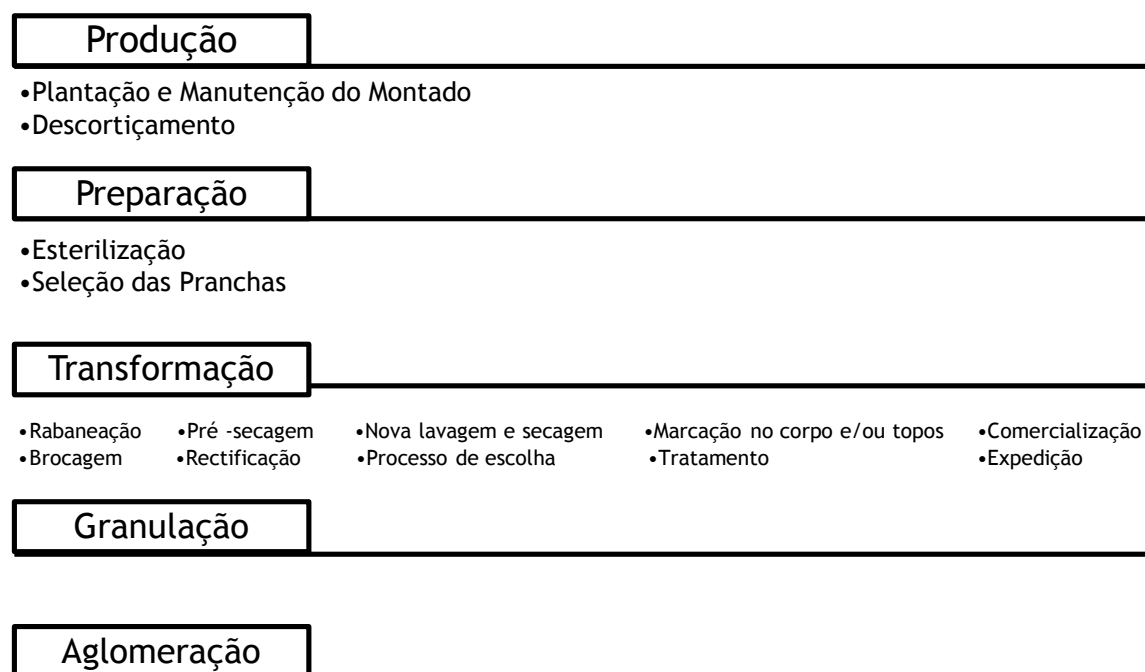 Produção
•Plantação e Manutenção do Montado
•Descortiçamento
Preparação
•Esterilização
•Seleção das Pranchas
Transformação
•Rabaneação •Pré -secagem •Nova lavagem e secagem •Marcação no corpo e/ou topos •Comercialização
•Brocagem •Rectificação •Processo de escolha •Tratamento •Expedição
Granulação
Aglomeração